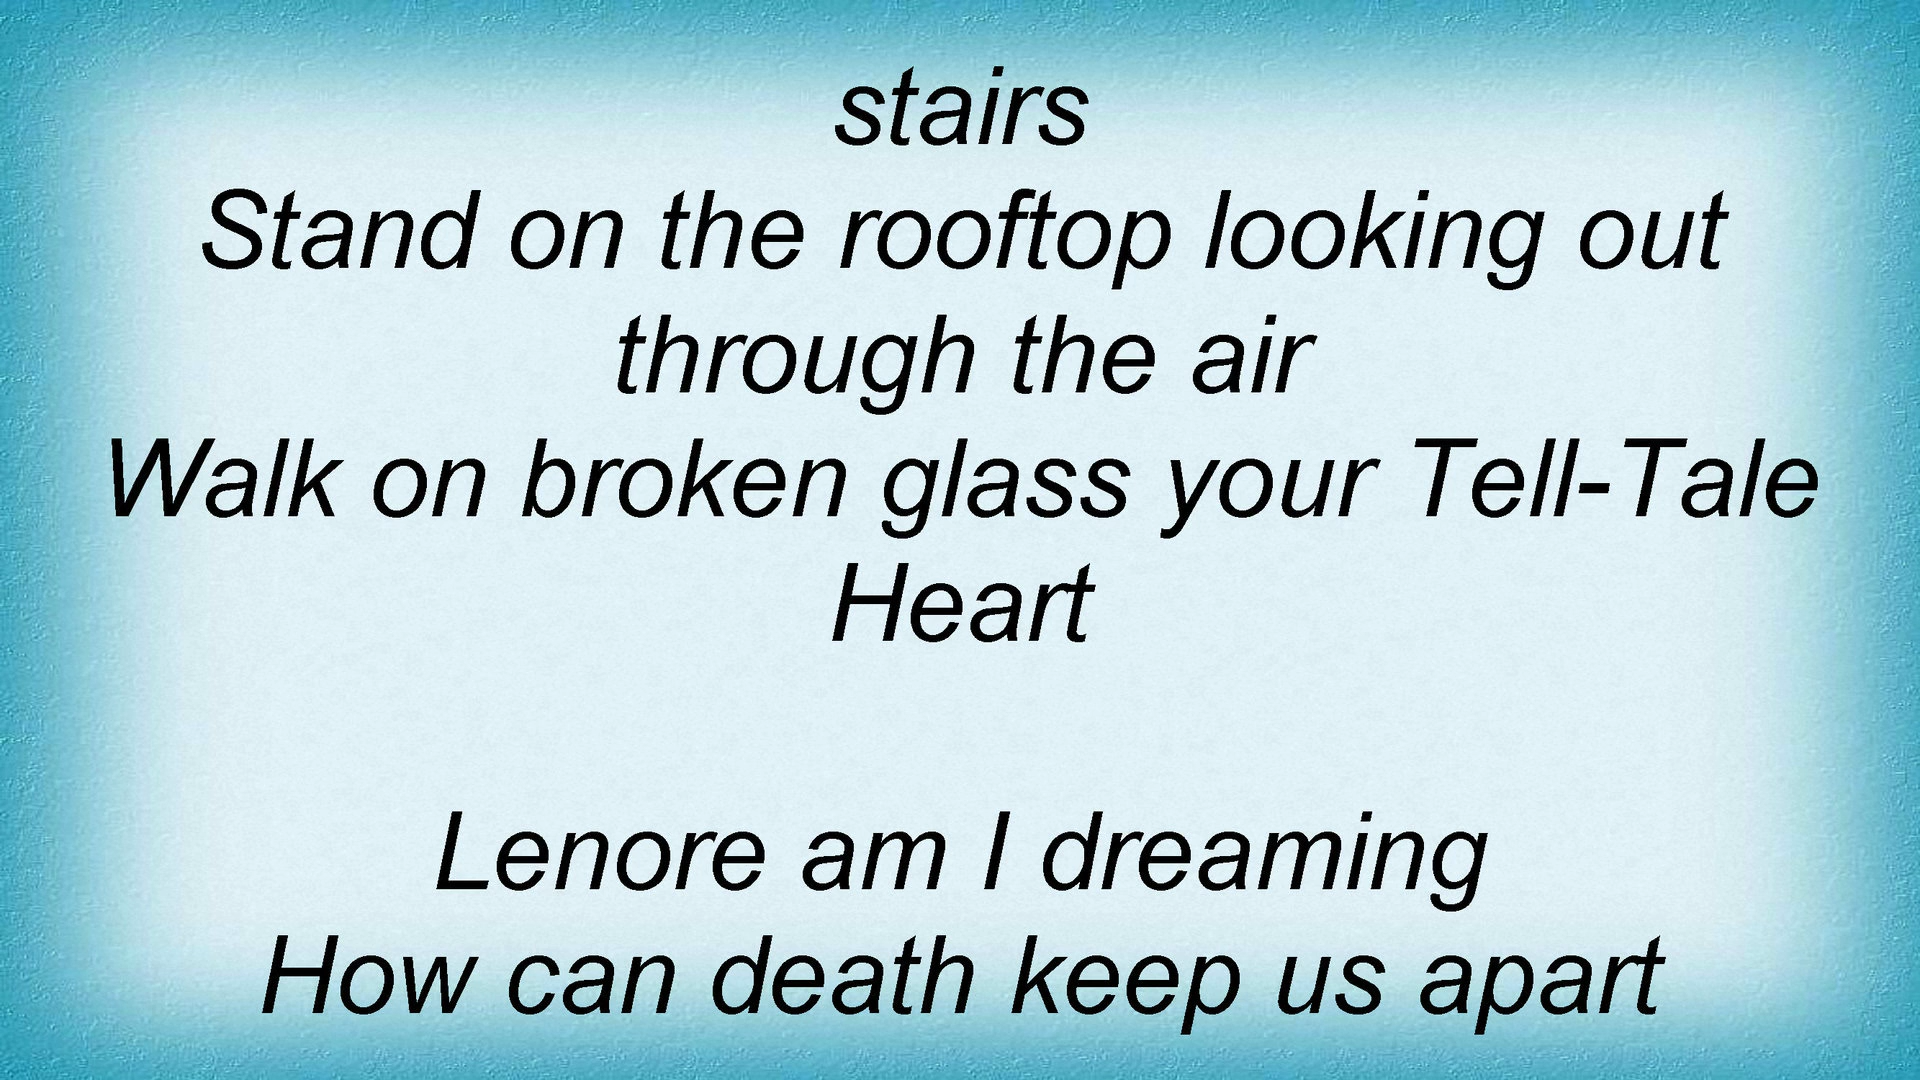 stairs
Stand on the rooftop looking out
through the air
Walk on broken glass your Tell-Tale
Heart
Lenore am I dreaming
How can death keep us apart